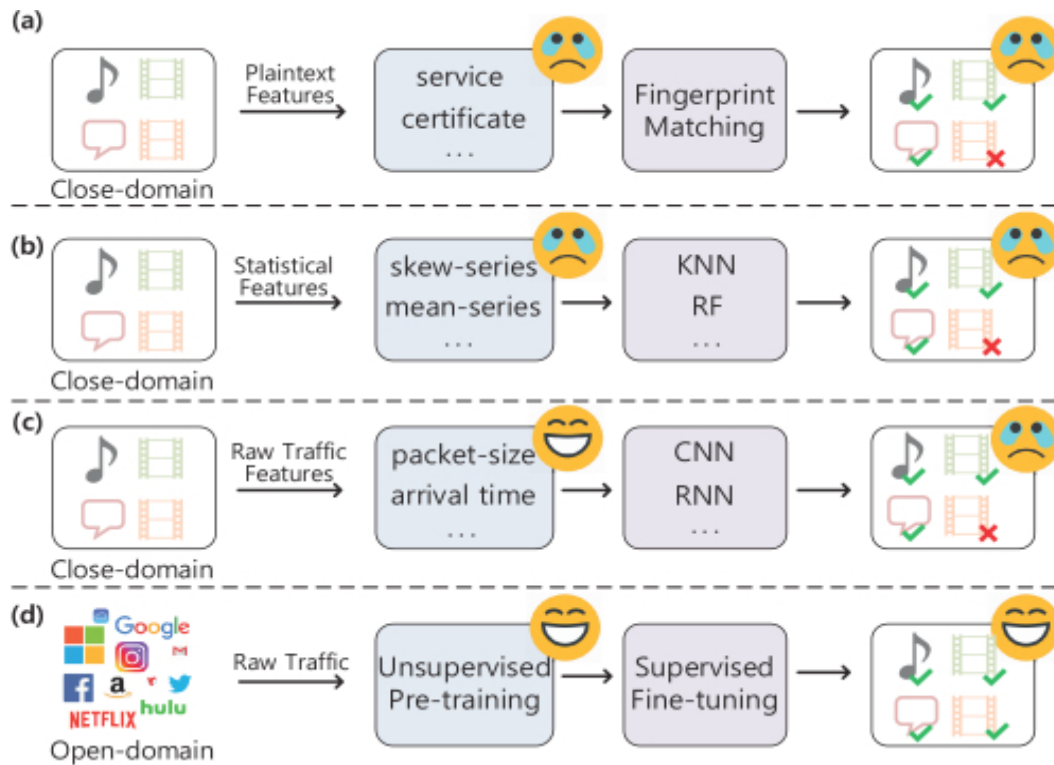 (a)
Plaintext
Features
service
certificate
...
Fingerprint
Matching
Close-domain
(b)
Statistical
Features
skew-series
mean-series
...
KNN
RF
...
Close-domain
(c)
Raw Traffic
Features
packet-size
arrival time
...
CNN
RNN
...
Close-domain
(d)
Google
a
hulu
NETFLIX
Open-domain
Raw Traffic
Unsupervised
Pre-training
Supervised
Fine-tuning